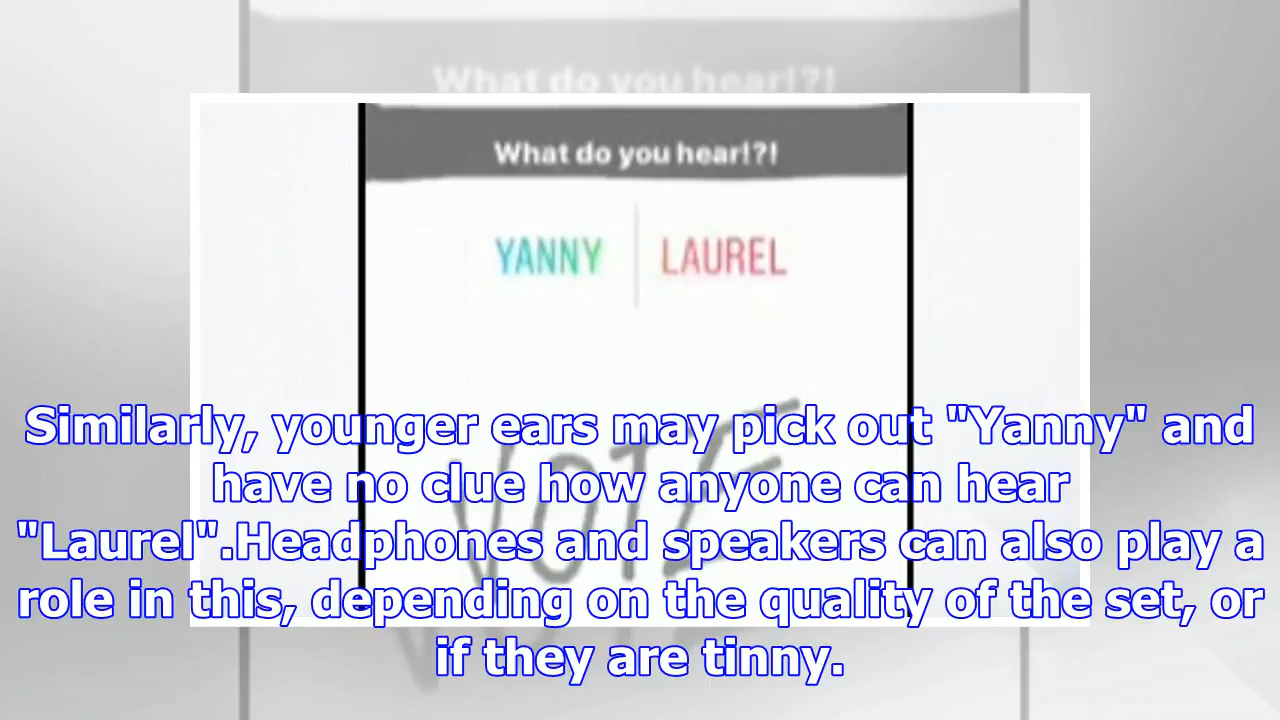 What do you hear!?!
What do you hear!?!
YANNY LAUREL
VOTE
Similarly, younger ears may pick out "Yanny" and
have no clue how anyone can hear
"Laurel".Headphones and speakers can also play a
role in this, depending on the quality of the set, or
if they are tinny.